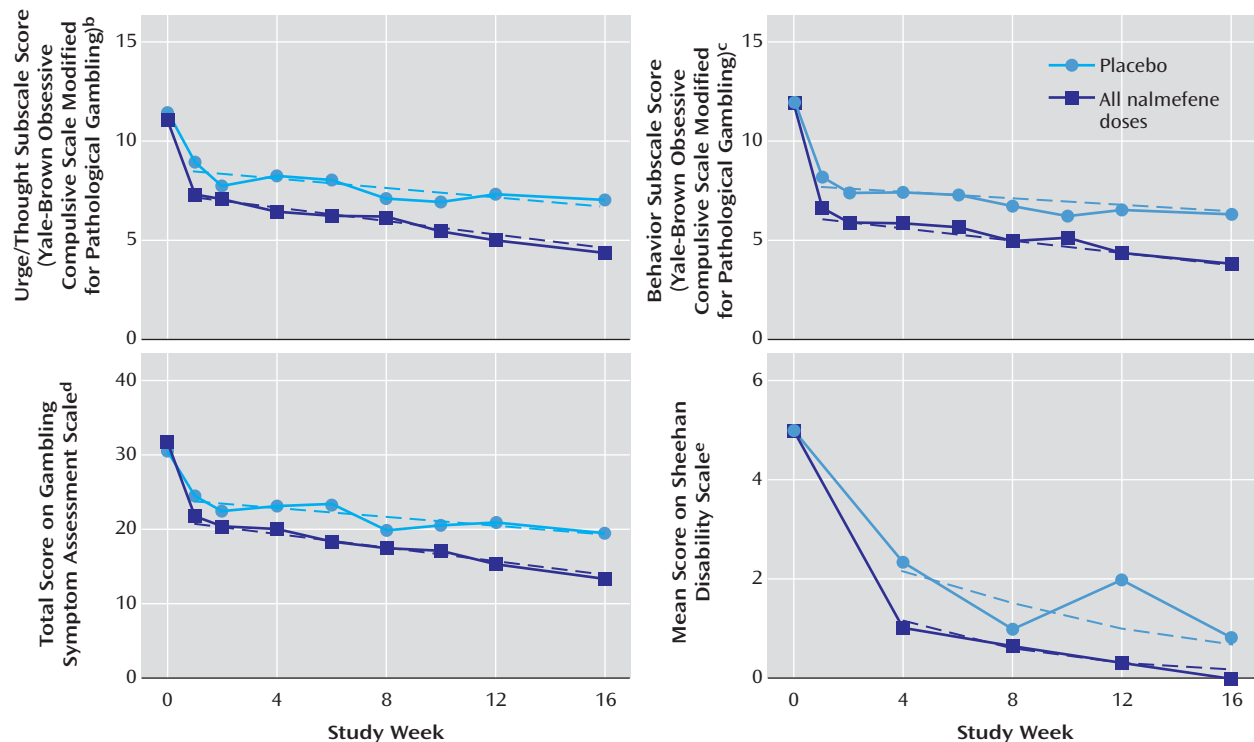 Urge/Thought Subscale Score
(Yale-Brown Obsessive
Compulsive Scale Modified
for Pathological Gambling)b
15
10
5
0
Behavior Subscale Score
(Yale-Brown Obsessive
Compulsive Scale Modified
for Pathological Gambling)c
15
10
5
0
Placebo
All nalmefene
doses
Total Score on Gambling
Symptom Assessment Scaled
40
30
20
10
0
0 4 8 12 16
Study Week
Mean Score on Sheehan
Disability Scalee
6
4
2
0
0 4 8 12 16
Study Week